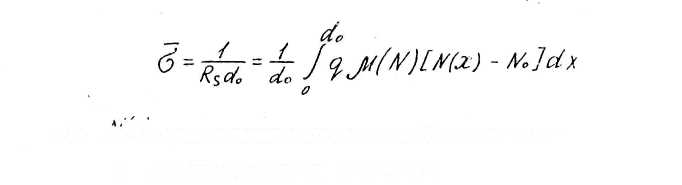 σ̄ = 1/(R_S d_0) = 1/d_0 ∫_0^{d_0} q μ(N)[N(x) - N_0]dx